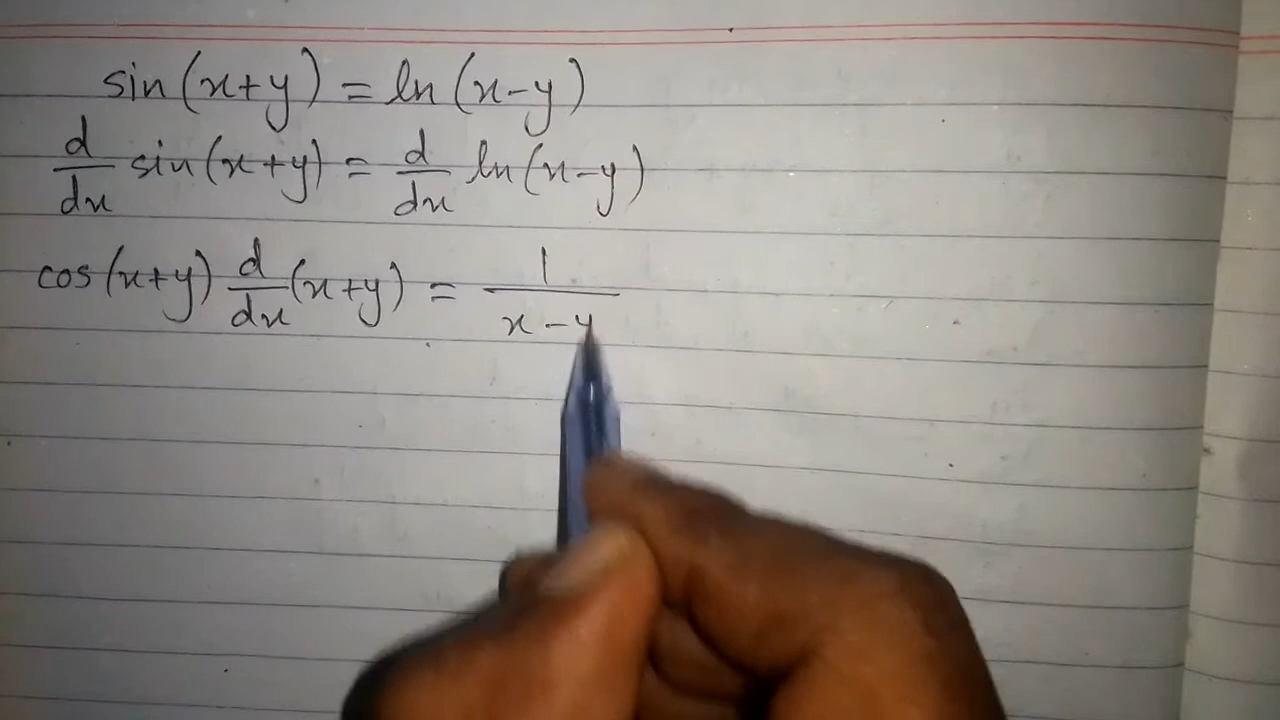 sin(x+y) = ln(x-y)
d/dx sin(x+y) = d/dx ln(x-y)
cos(x+y) d/dx (x+y) = 1/(x-y